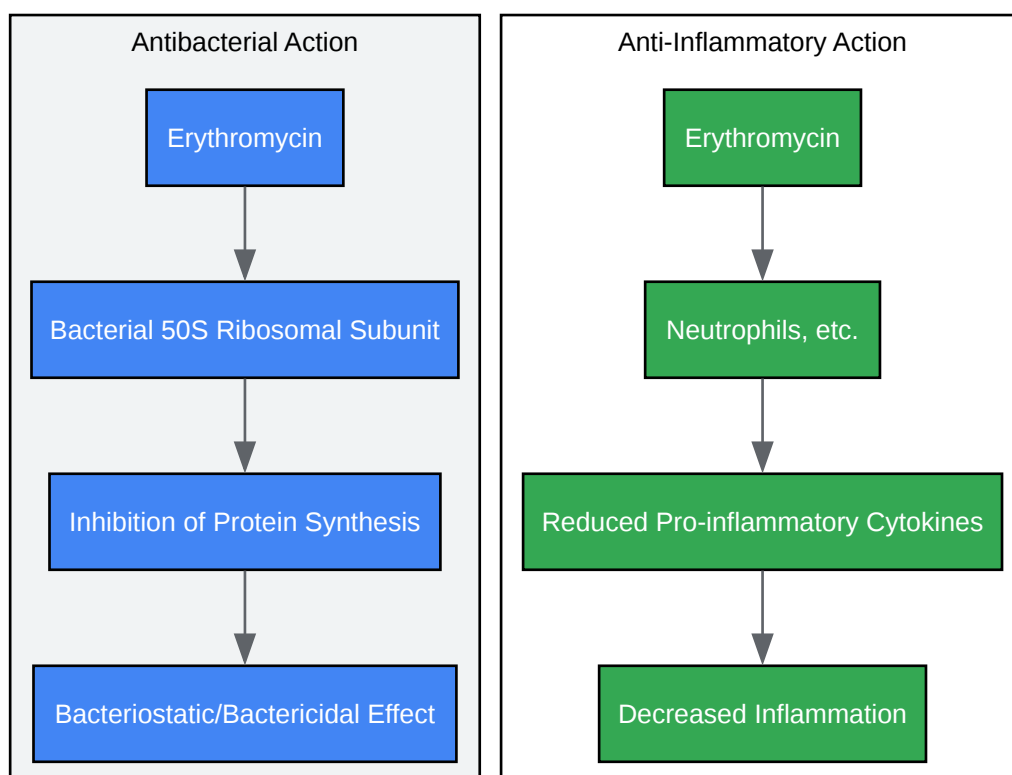 Antibacterial Action
Erythromycin
Bacterial 50S Ribosomal Subunit
Inhibition of Protein Synthesis
Bacteriostatic/Bactericidal Effect
Anti-Inflammatory Action
Erythromycin
Neutrophils, etc.
Reduced Pro-inflammatory Cytokines
Decreased Inflammation